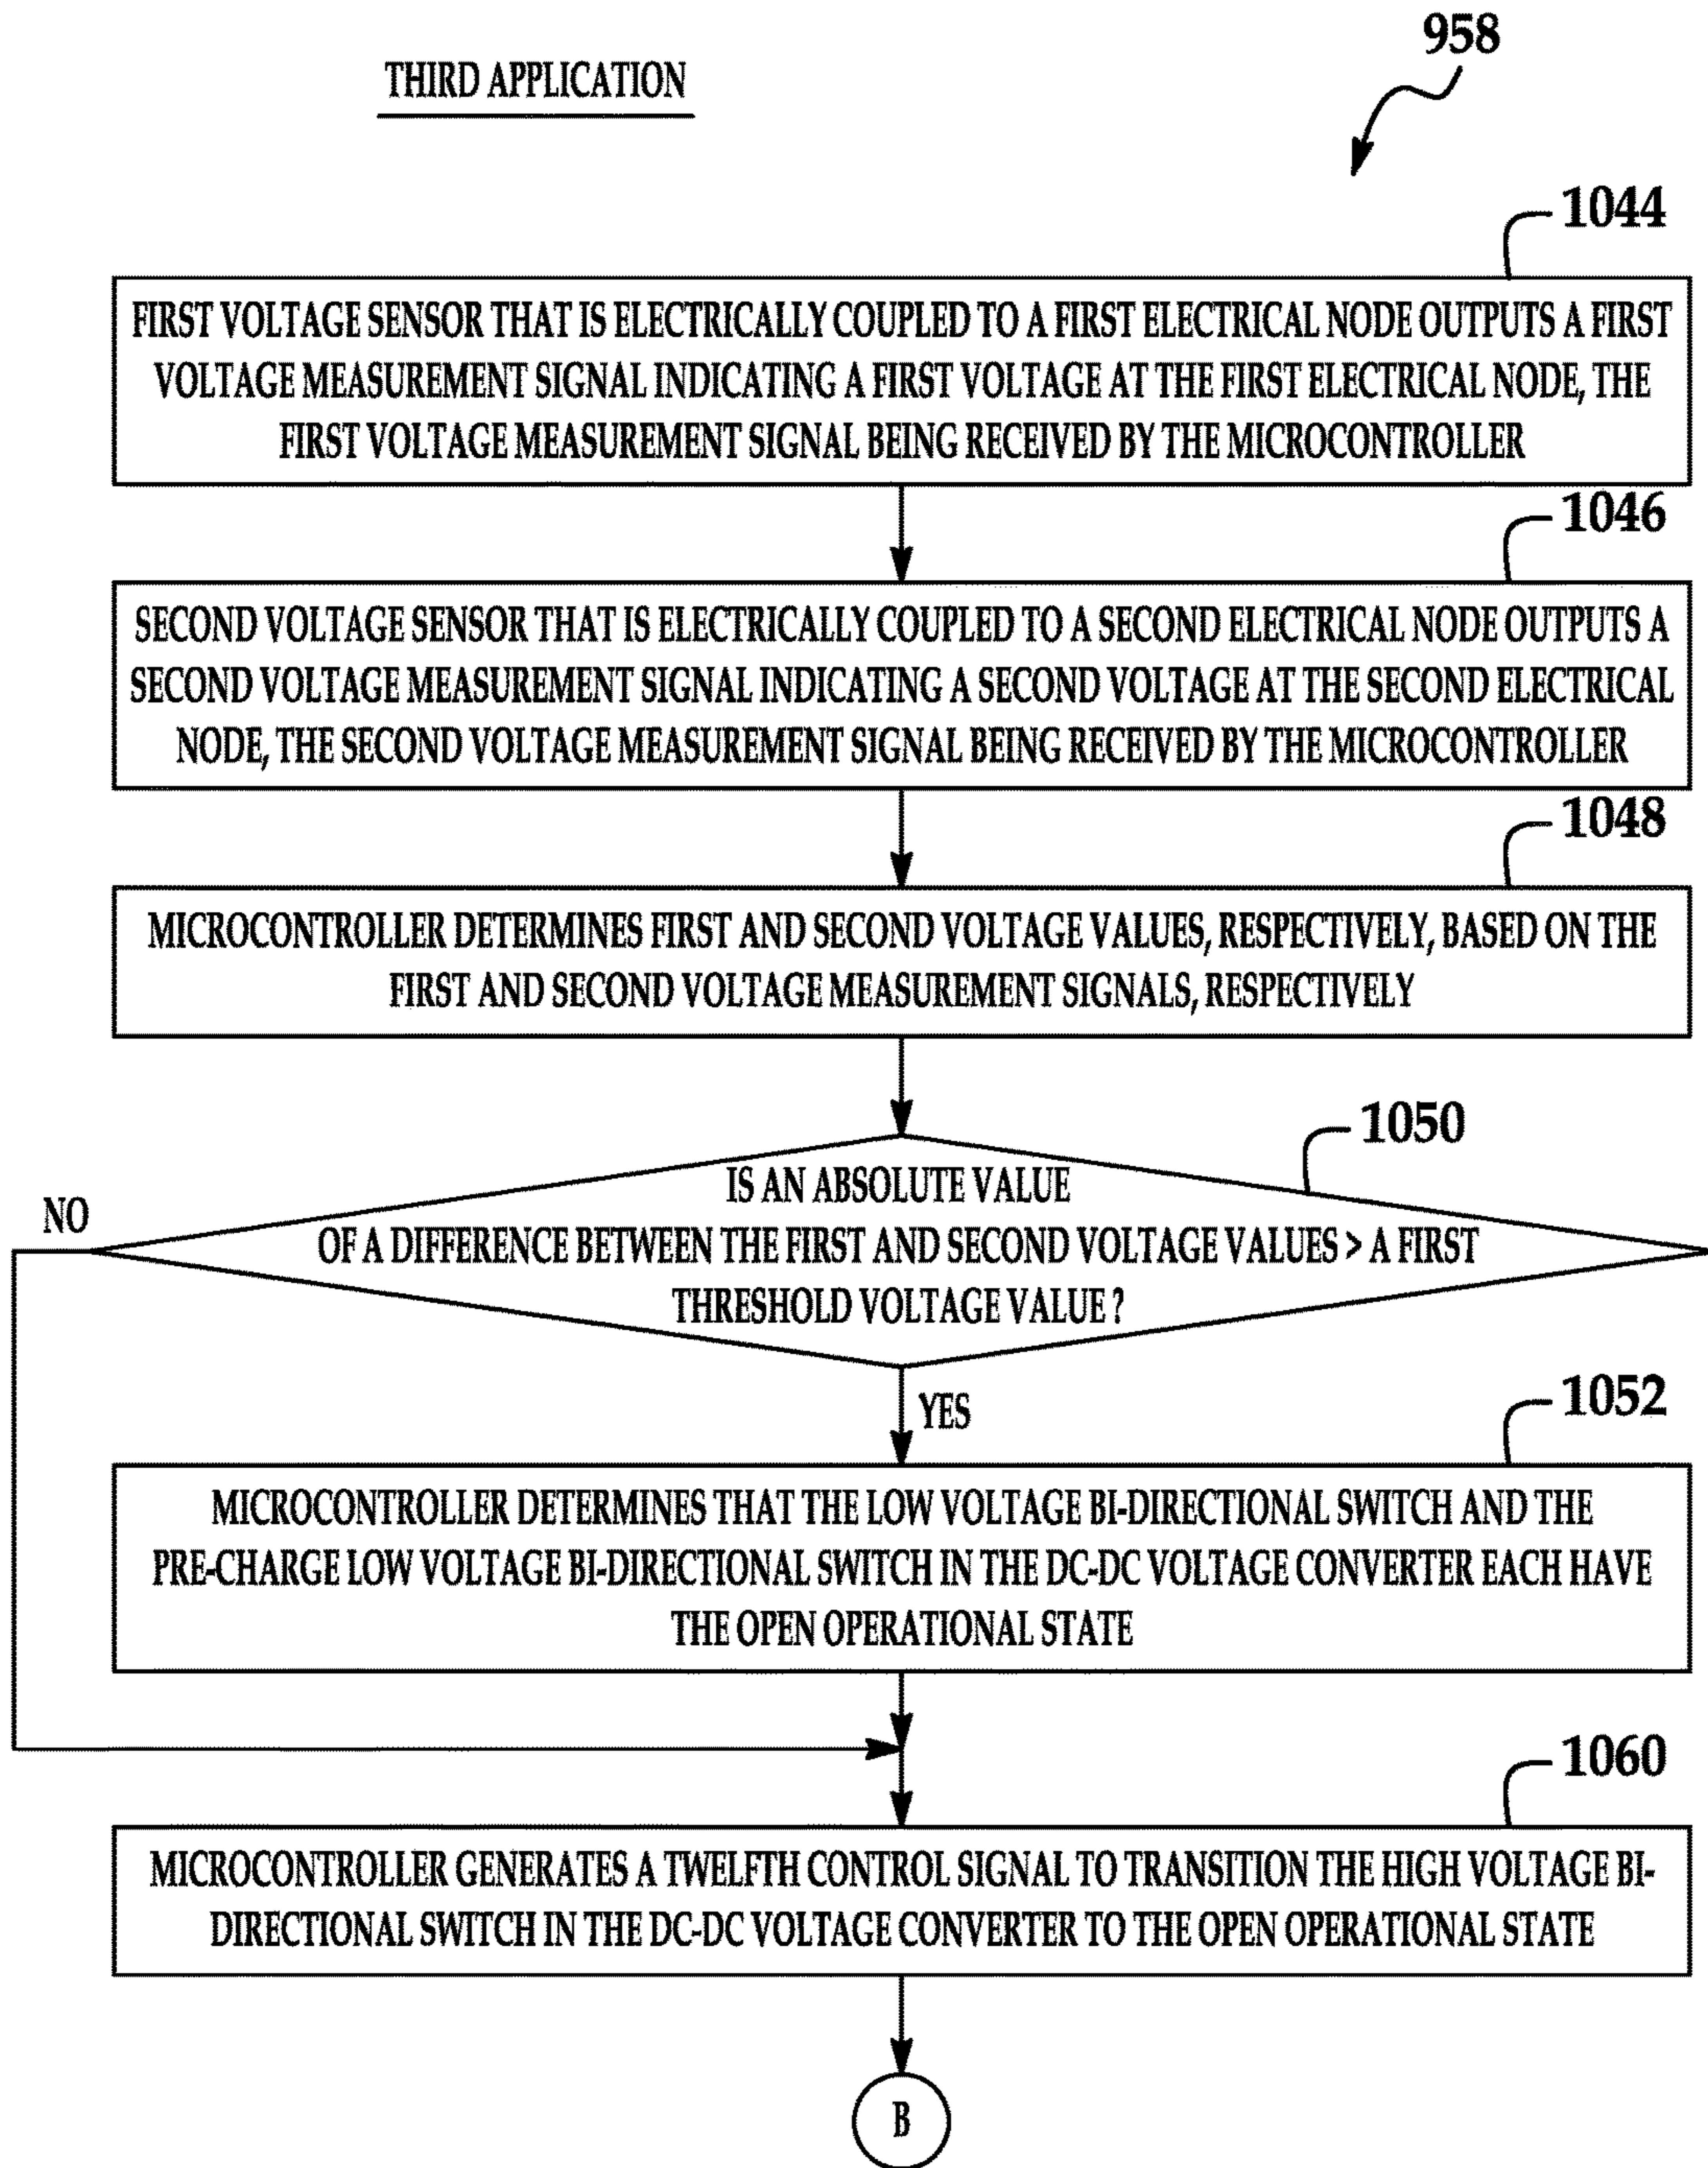 958
THIRD APPLICATION
1044
FIRST VOLTAGE SENSOR THAT IS ELECTRICALLY COUPLED TO A FIRST ELECTRICAL NODE OUTPUTS A FIRST
VOLTAGE MEASUREMENT SIGNAL INDICATING A FIRST VOLTAGE AT THE FIRST ELECTRICAL NODE, THE
FIRST VOLTAGE MEASUREMENT SIGNAL BEING RECEIVED BY THE MICROCONTROLLER
1046
SECOND VOLTAGE SENSOR THAT IS ELECTRICALLY COUPLED TO A SECOND ELECTRICAL NODE OUTPUTS A
SECOND VOLTAGE MEASUREMENT SIGNAL INDICATING A SECOND VOLTAGE AT THE SECOND ELECTRICAL
NODE, THE SECOND VOLTAGE MEASUREMENT SIGNAL BEING RECEIVED BY THE MICROCONTROLLER
1048
MICROCONTROLLER DETERMINES FIRST AND SECOND VOLTAGE VALUES, RESPECTIVELY, BASED ON THE
FIRST AND SECOND VOLTAGE MEASUREMENT SIGNALS, RESPECTIVELY
1050
IS AN ABSOLUTE VALUE
OF A DIFFERENCE BETWEEN THE FIRST AND SECOND VOLTAGE VALUES > A FIRST
THRESHOLD VOLTAGE VALUE ?
NO
YES
1052
MICROCONTROLLER DETERMINES THAT THE LOW VOLTAGE BI-DIRECTIONAL SWITCH AND THE
PRE-CHARGE LOW VOLTAGE BI-DIRECTIONAL SWITCH IN THE DC-DC VOLTAGE CONVERTER EACH HAVE
THE OPEN OPERATIONAL STATE
1060
MICROCONTROLLER GENERATES A TWELFTH CONTROL SIGNAL TO TRANSITION THE HIGH VOLTAGE BI-
DIRECTIONAL SWITCH IN THE DC-DC VOLTAGE CONVERTER TO THE OPEN OPERATIONAL STATE
B